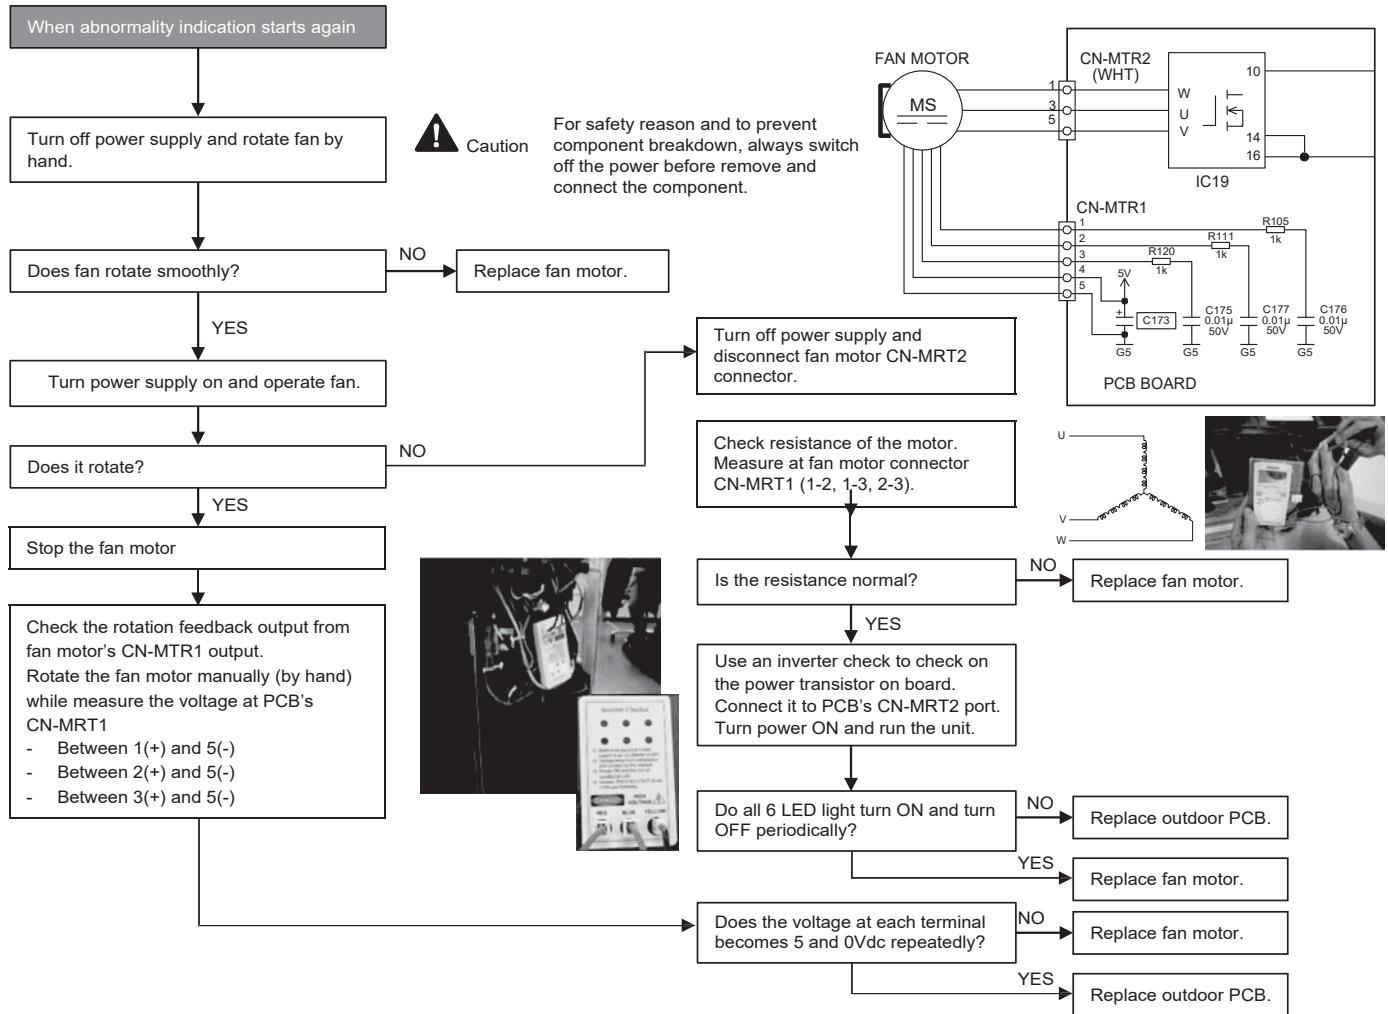 When abnormality indication starts again
Turn off power supply and rotate fan by
hand.
Caution
For safety reason and to prevent
component breakdown, always switch
off the power before remove and
connect the component.
Does fan rotate smoothly?
NO
Replace fan motor.
YES
Turn power supply on and operate fan.
Does it rotate?
NO
YES
Stop the fan motor
Check the rotation feedback output from
fan motor's CN-MTR1 output.
Rotate the fan motor manually (by hand)
while measure the voltage at PCB's
CN-MRT1
- Between 1(+) and 5(-)
- Between 2(+) and 5(-)
- Between 3(+) and 5(-)
Turn off power supply and
disconnect fan motor CN-MRT2
connector.
Check resistance of the motor.
Measure at fan motor connector
CN-MRT1 (1-2, 1-3, 2-3).
Is the resistance normal?
NO
Replace fan motor.
YES
Use an inverter check to check on
the power transistor on board.
Connect it to PCB's CN-MRT2 port.
Turn power ON and run the unit.
Do all 6 LED light turn ON and turn
OFF periodically?
NO
Replace outdoor PCB.
YES
Replace fan motor.
Does the voltage at each terminal
becomes 5 and 0Vdc repeatedly?
NO
Replace fan motor.
YES
Replace outdoor PCB.
FAN MOTOR
MS
CN-MTR2
(WHT)
1
3
5
W
U
V
10
14
16
IC19
CN-MTR1
1
2
3
4
5
R105
1k
R111
1k
R120
1k
5V
+
C173
C175
0.01µ
50V
C177
0.01µ
50V
C176
0.01µ
50V
G5
G5
G5
G5
PCB BOARD
U
V
W
Inverter Checker
HIGH
VOLTAGE
RED
BLUE
YELLOW